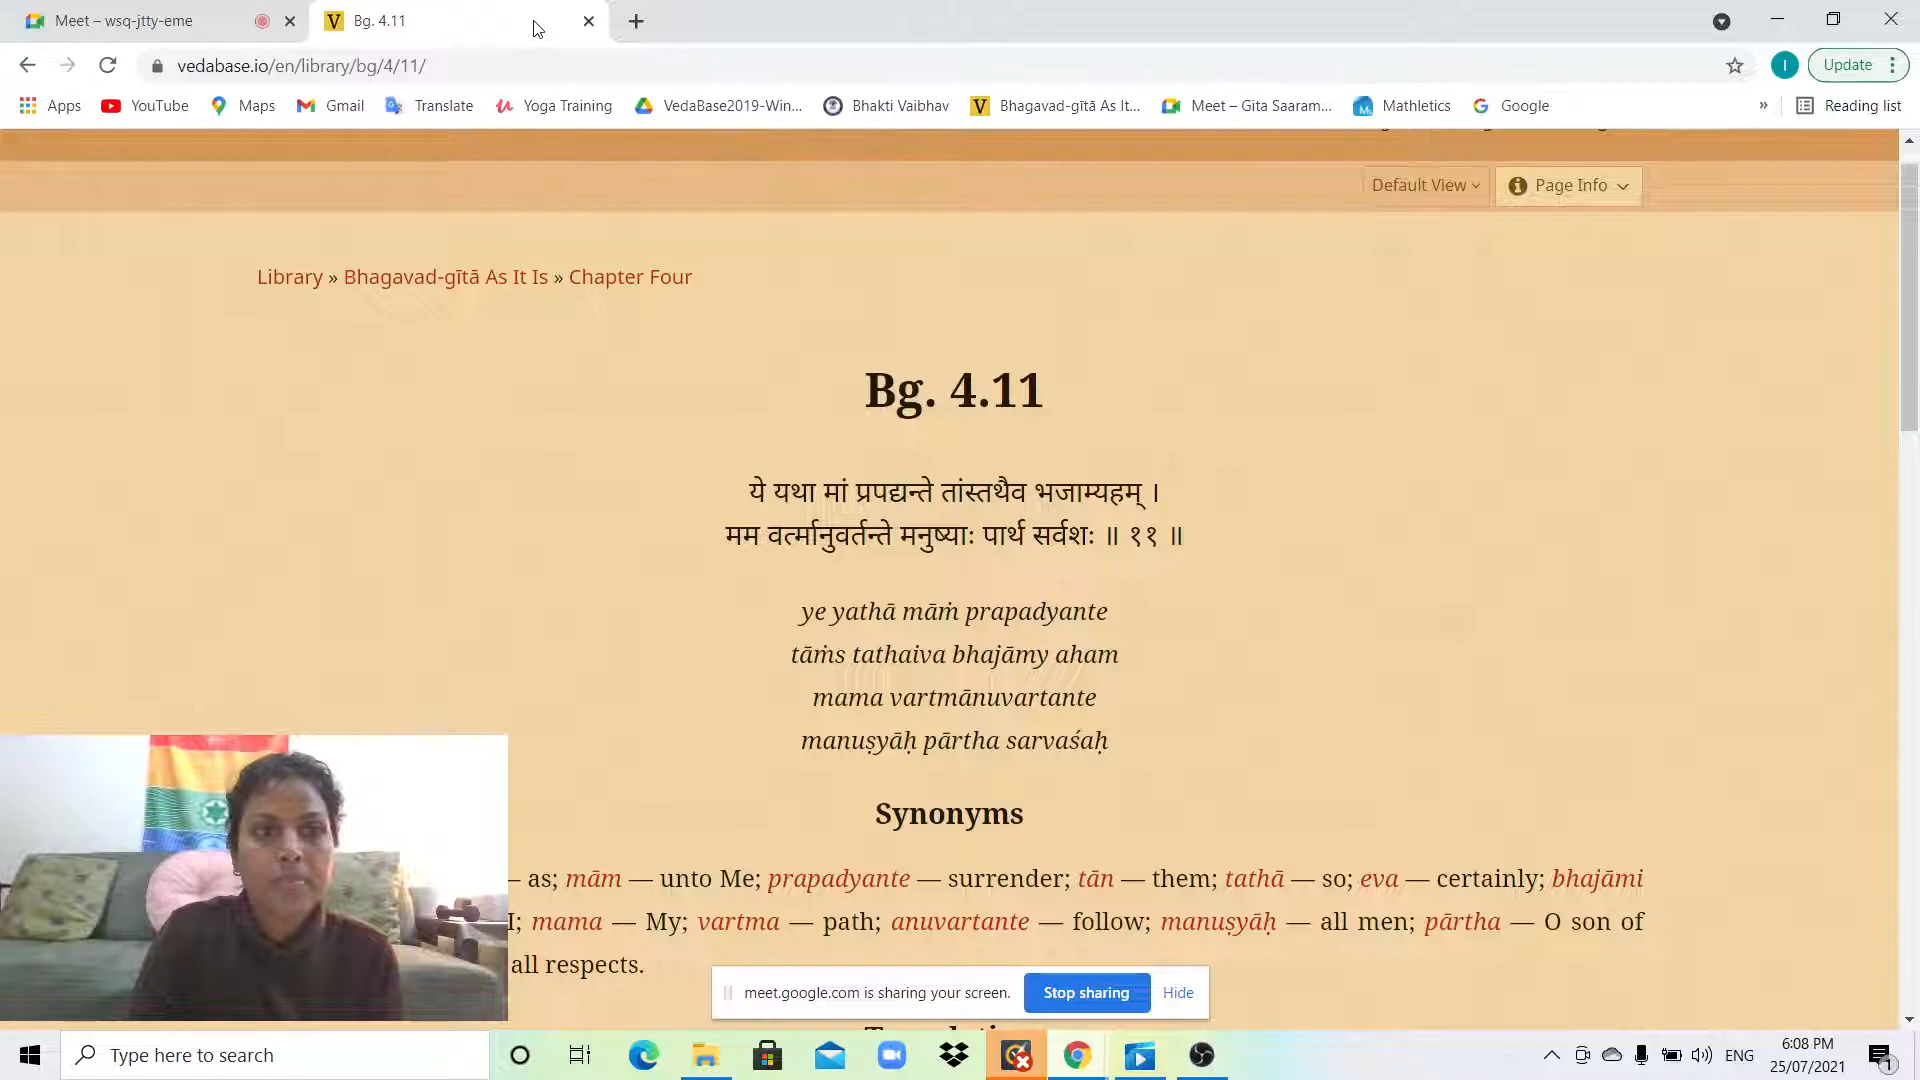 Meet – wsq-jtty-eme
Bg. 4.11
vedabase.io/en/library/bg/4/11/
Update
Apps
YouTube
Maps
Gmail
Translate
Yoga Training
VedaBase2019-Win...
Bhakti Vaibhav
Bhagavad-gītā As It...
Meet – Gita Saaram...
Mathletics
Google
Reading list
Default View
Page Info
Library » Bhagavad-gītā As It Is » Chapter Four
Bg. 4.11
ये यथा मां प्रपद्यन्ते तांस्तथैव भजाम्यहम् ।
मम वर्त्मानुवर्तन्ते मनुष्याः पार्थ सर्वशः ॥ ११ ॥
ye yathā māṁ prapadyante
tāṁs tathaiva bhajāmy aham
mama vartmānuvartante
manuṣyāḥ pārtha sarvaśaḥ
Synonyms
— as; mām — unto Me; prapadyante — surrender; tān — them; tathā — so; eva — certainly; bhajāmi
I; mama — My; vartma — path; anuvartante — follow; manuṣyāḥ — all men; pārtha — O son of
all respects.
meet.google.com is sharing your screen.
Stop sharing
Hide
Type here to search
ENG
6:08 PM
25/07/2021
1